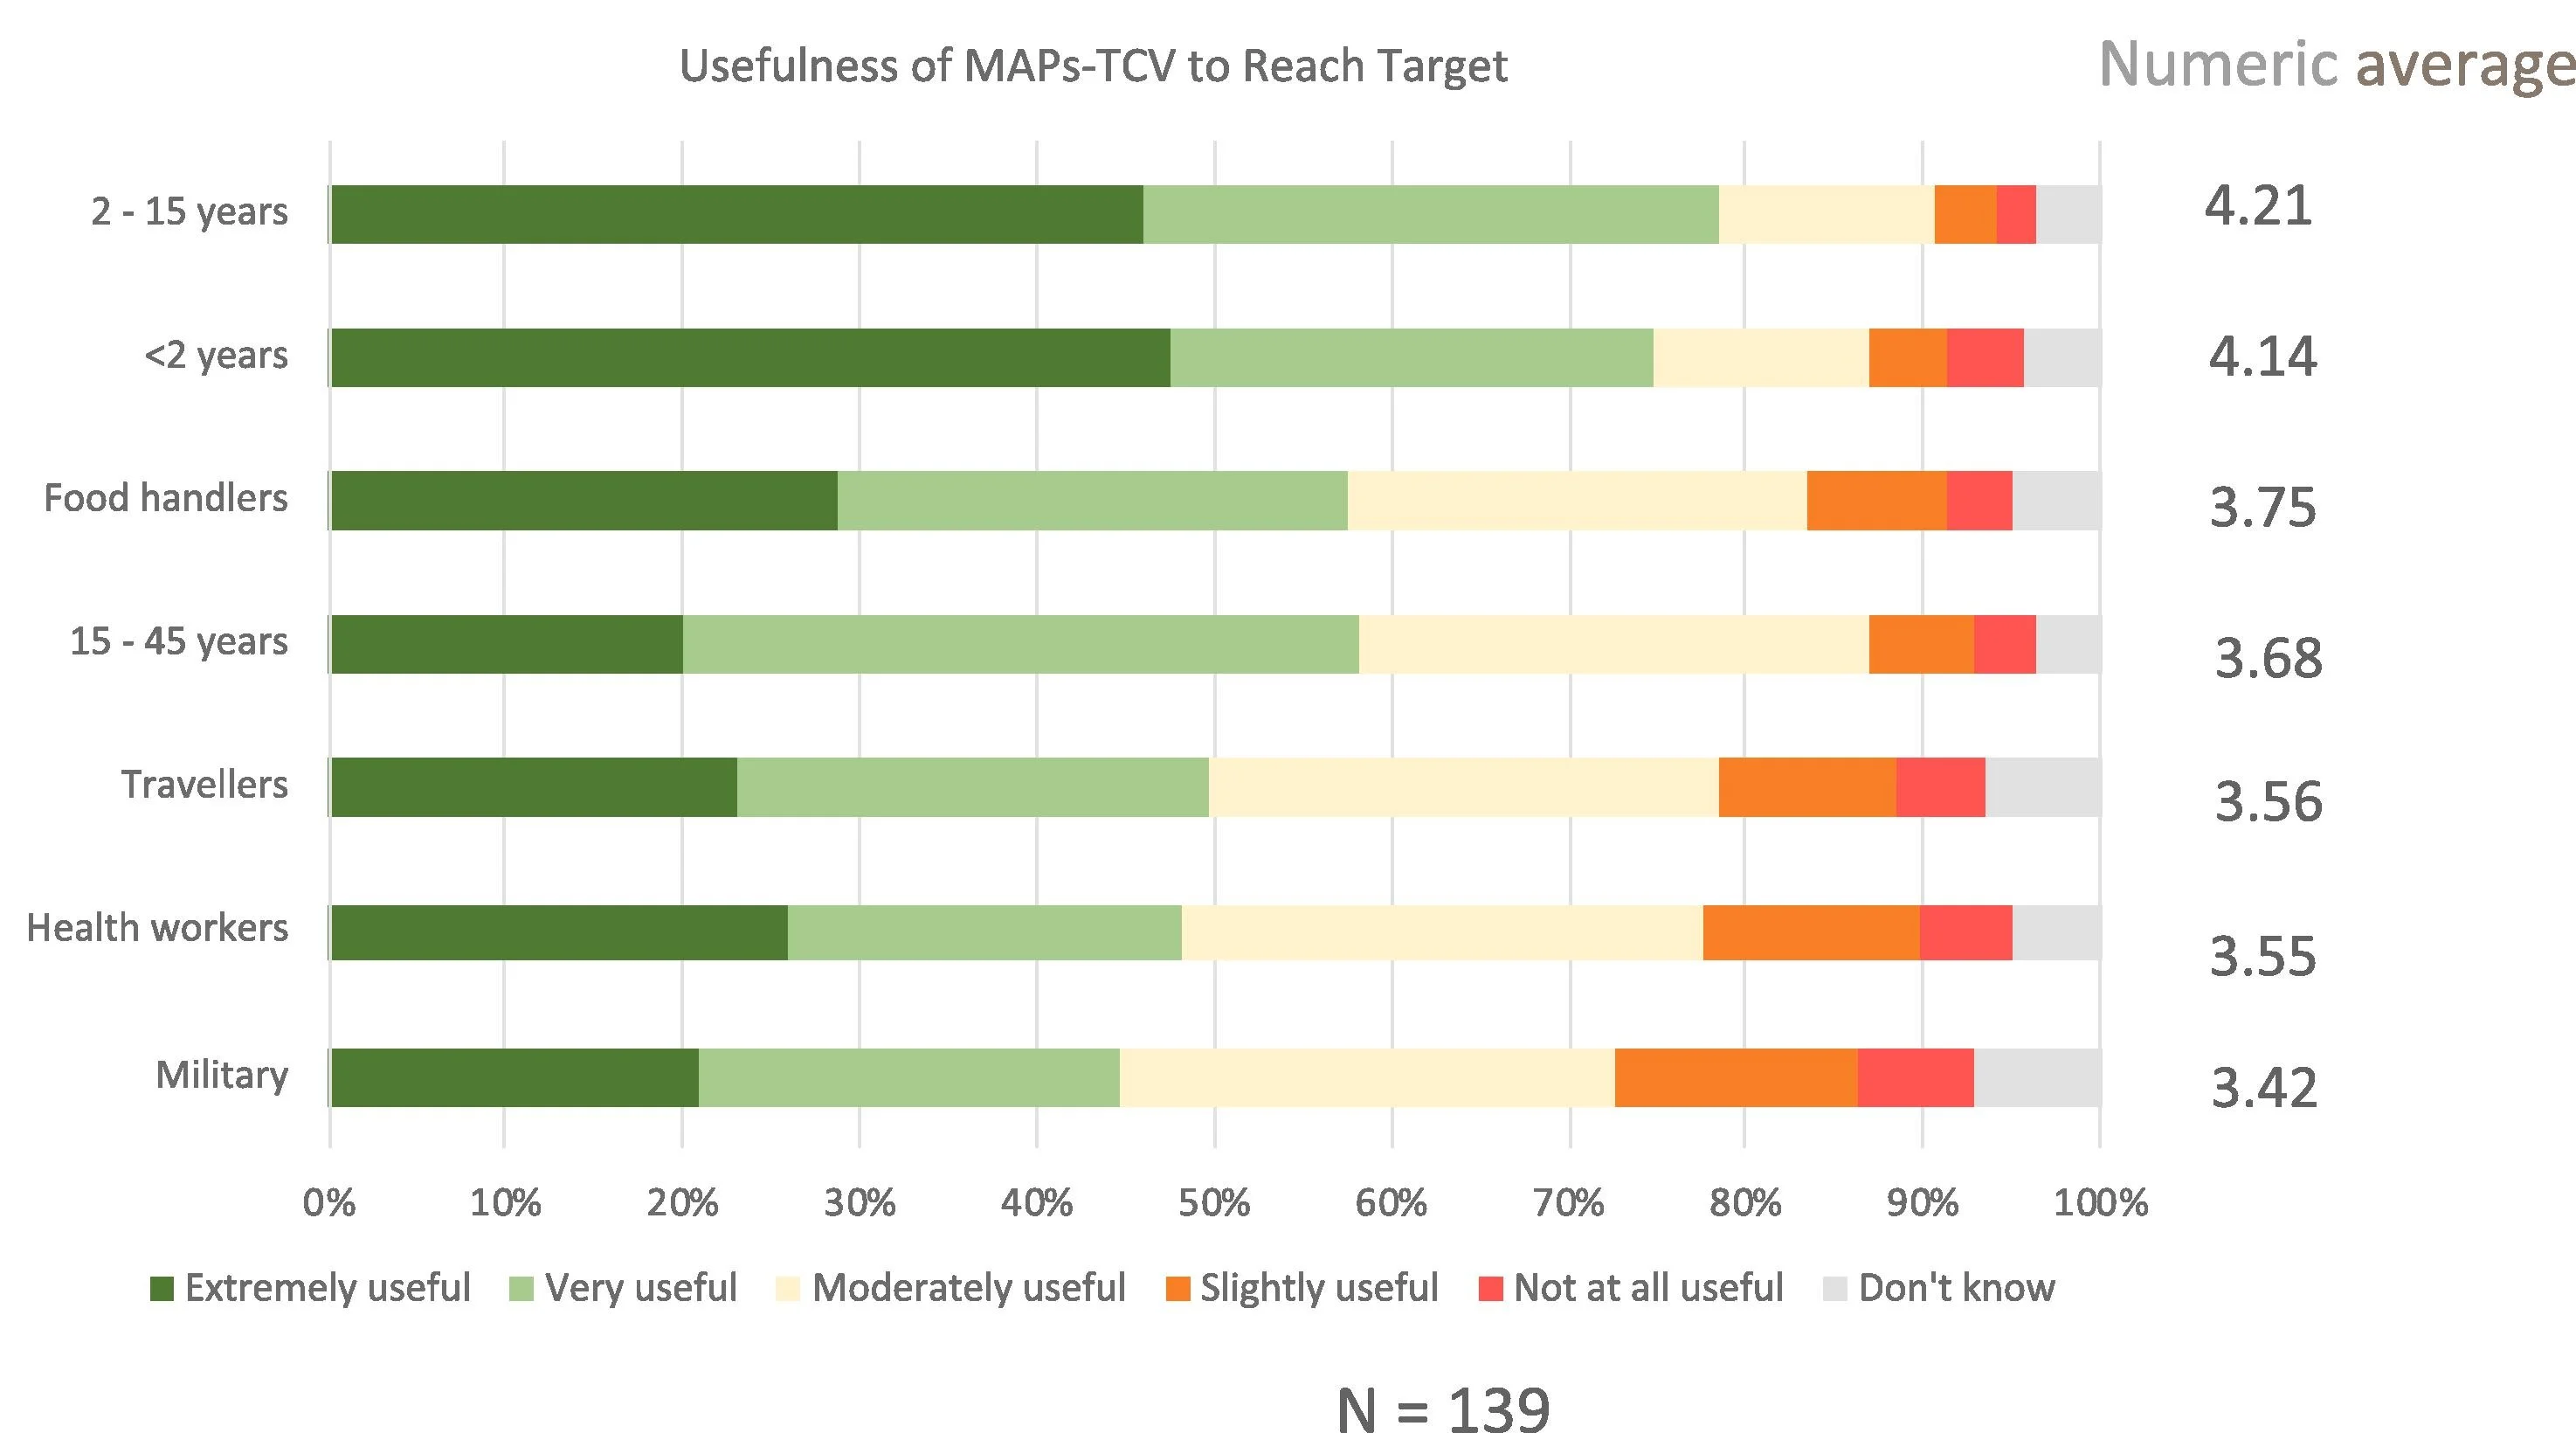 Usefulness of MAPs-TCV to Reach Target
Numeric average
2 - 15 years
4.21
<2 years
4.14
Food handlers
3.75
15 - 45 years
3.68
Travellers
3.56
Health workers
3.55
Military
3.42
0% 10% 20% 30% 40% 50% 60% 70% 80% 90% 100%
Extremely useful Very useful Moderately useful Slightly useful Not at all useful Don't know
N = 139